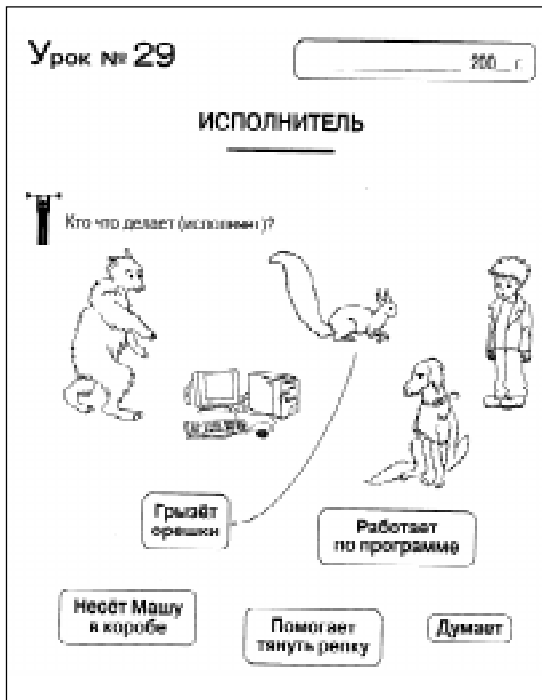 Урок № 29
200__ г.
ИСПОЛНИТЕЛЬ
Кто что делает (исполняет)?
Грызёт
орешки
Работает
по программе
Несёт Машу
в коробе
Помогает
тянуть репку
Думает